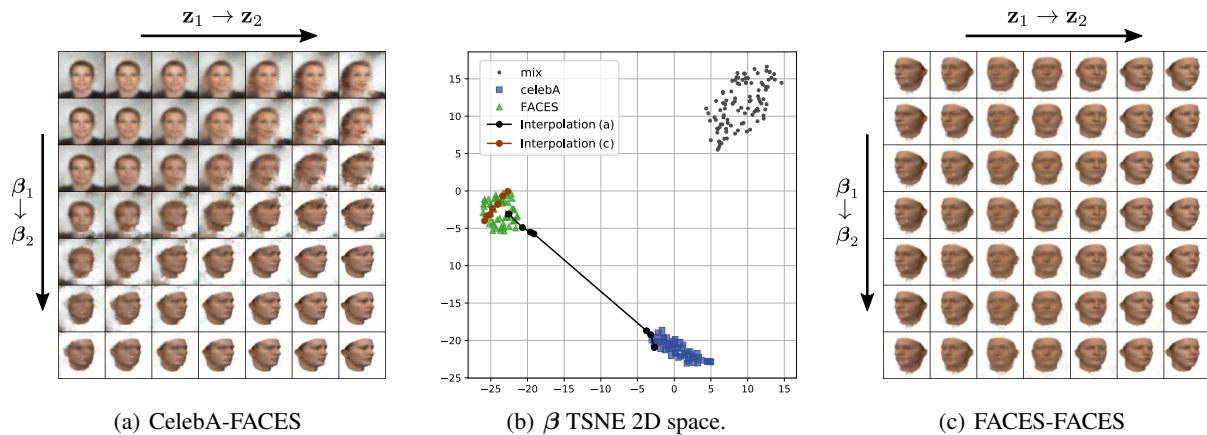 z₁ → z₂
β₁
↓
β₂
(a) CelebA-FACES
mix
celebA
FACES
Interpolation (a)
Interpolation (c)
15
10
5
0
−5
−10
−15
−20
−25
−25 −20 −15 −10 −5 0 5 10 15
(b) β TSNE 2D space.
z₁ → z₂
β₁
↓
β₂
(c) FACES-FACES